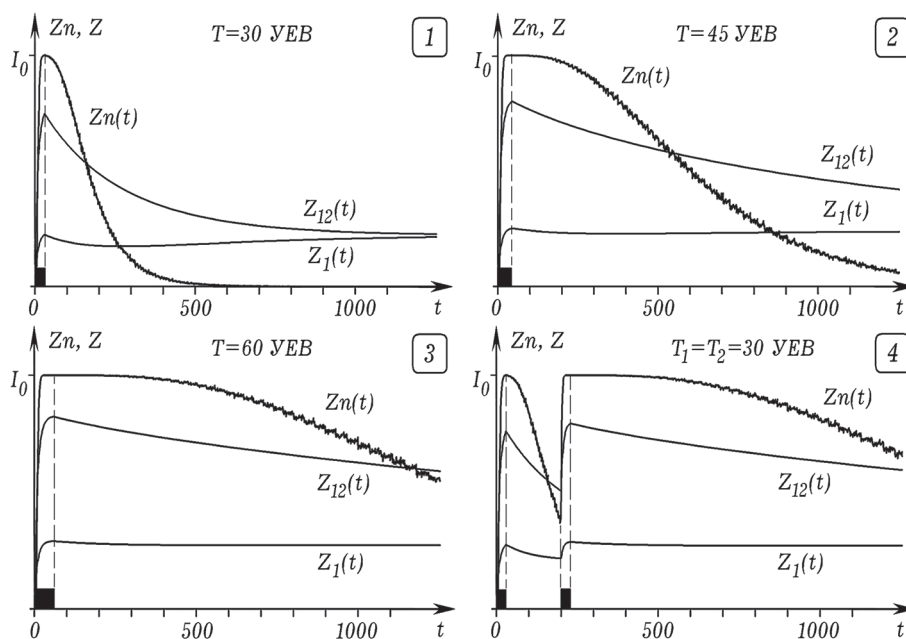 Zn, Z
T=30 УЕВ
1
I₀
Zn(t)
Z₁₂(t)
Z₁(t)
0
500
1000
t
Zn, Z
T=45 УЕВ
2
I₀
Zn(t)
Z₁₂(t)
Z₁(t)
0
500
1000
t
Zn, Z
T=60 УЕВ
3
I₀
Zn(t)
Z₁₂(t)
Z₁(t)
0
500
1000
t
Zn, Z
T₁=T₂=30 УЕВ
4
I₀
Zn(t)
Z₁₂(t)
Z₁(t)
0
500
1000
t